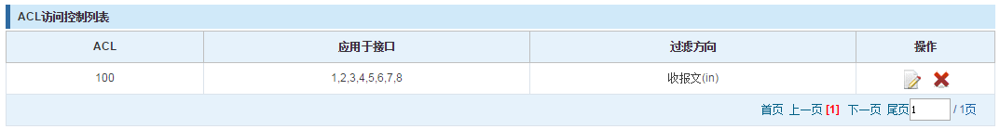 ACL访问控制列表
ACL 应用于接口 过滤方向 操作
100 1,2,3,4,5,6,7,8 收报文(in)
首页 上一页 [1] 下一页 尾页 1 / 1页